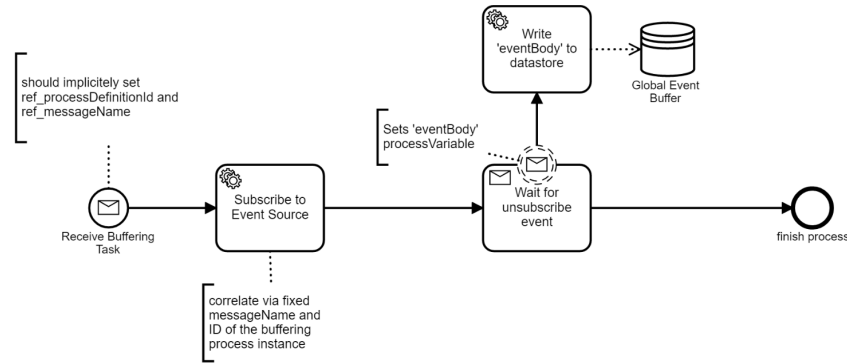 Write
'eventBody' to
datastore
Global Event
Buffer
should implicitely set
ref_processDefinitionId and
ref_messageName
Sets 'eventBody'
processVariable
Receive Buffering
Task
Subscribe to
Event Source
Wait for
unsubscribe
event
finish process
correlate via fixed
messageName and
ID of the buffering
process instance